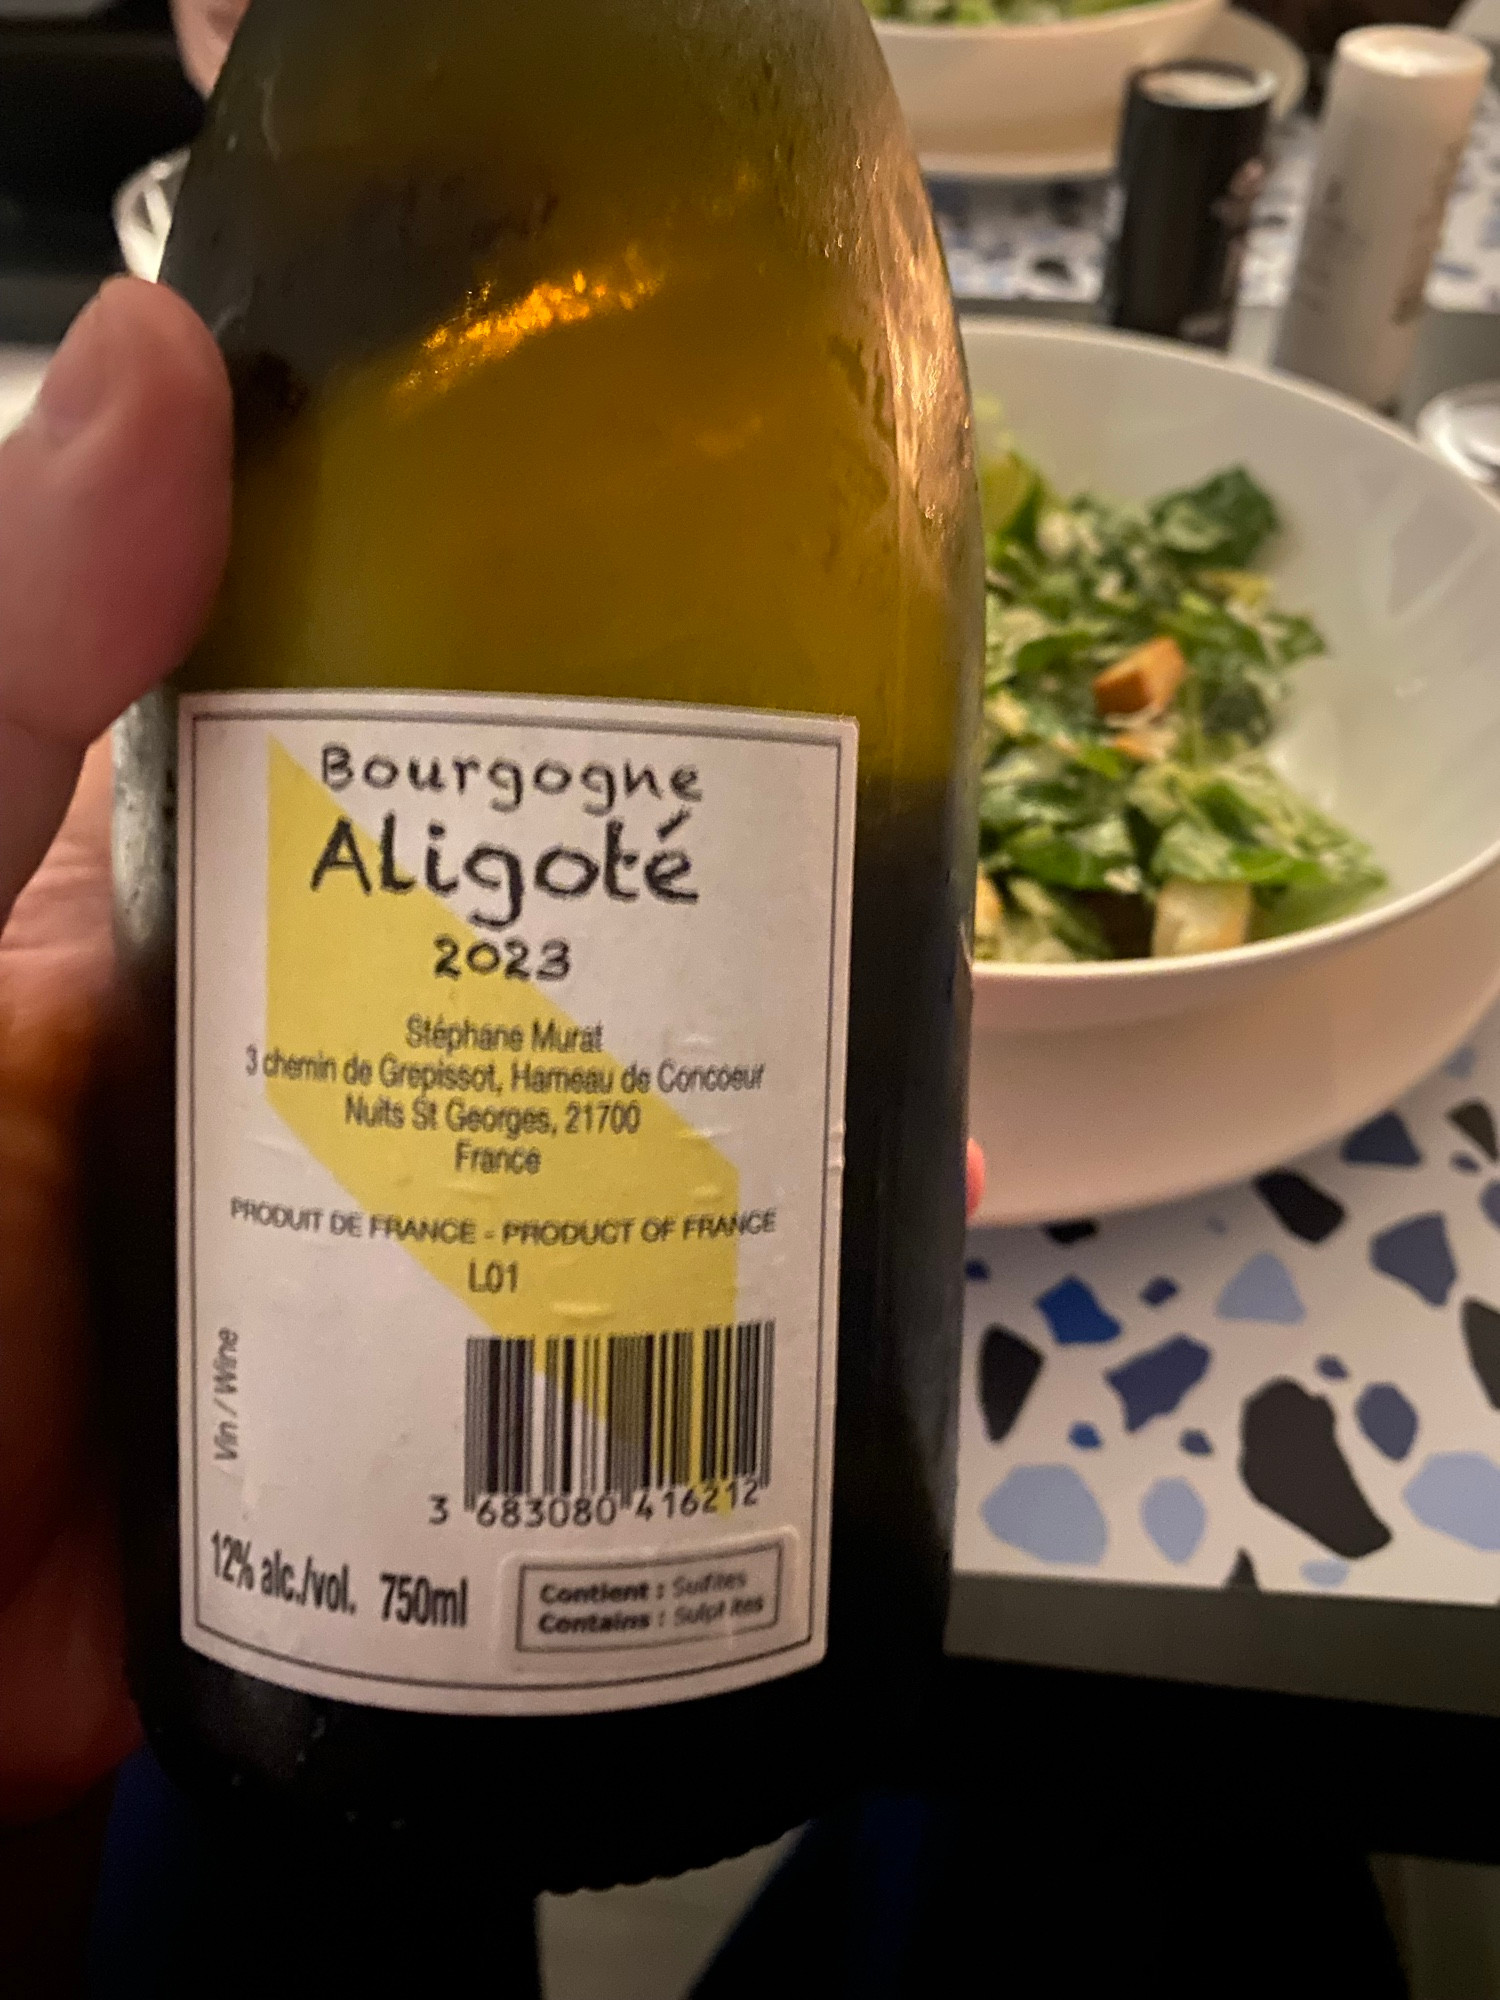 Bourgogne
Aligoté
2023
Stéphane Murat
3 chemin de Grepissot, Hameau de Concoeur
Nuits St Georges, 21700
France
PRODUIT DE FRANCE - PRODUCT OF FRANCE
L01
Vin / Wine
3 683080 416212
12% alc./vol. 750ml
Contient : Sulfites
Contains : Sulphites